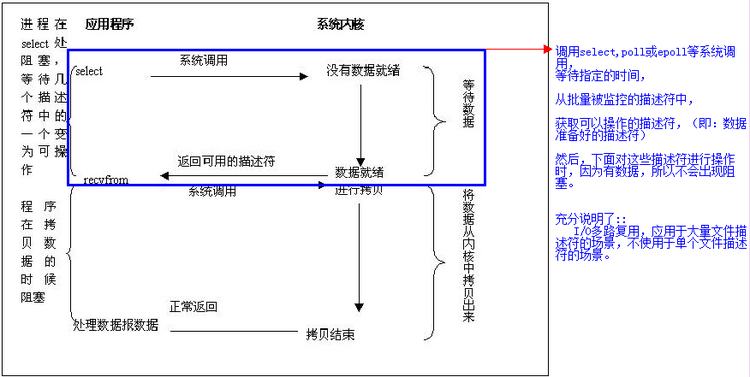 进程在
select处
阻塞，
等待几
个描述
符中的
一个变
为可操
作
应用程序
系统内核
select
系统调用
没有数据就绪
等待数据
返回可用的描述符
数据就绪
recvfrom
系统调用
进行拷贝
程序
在拷
贝数
据的
时候
阻塞
将数据从内核中拷贝出来
正常返回
处理数据报数据
拷贝结束
调用select,poll或epoll等系统调
用，
等待指定的时间，
从批量被监控的描述符中，
获取可以操作的描述符，（即：数据
准备好的描述符）
然后，下面对这些描述符进行操作
时，因为有数据，所以不会出现阻
塞。
充分说明了：：
I/O多路复用，应用于大量文件描
述符的场景，不使用于单个文件描述
符的场景。